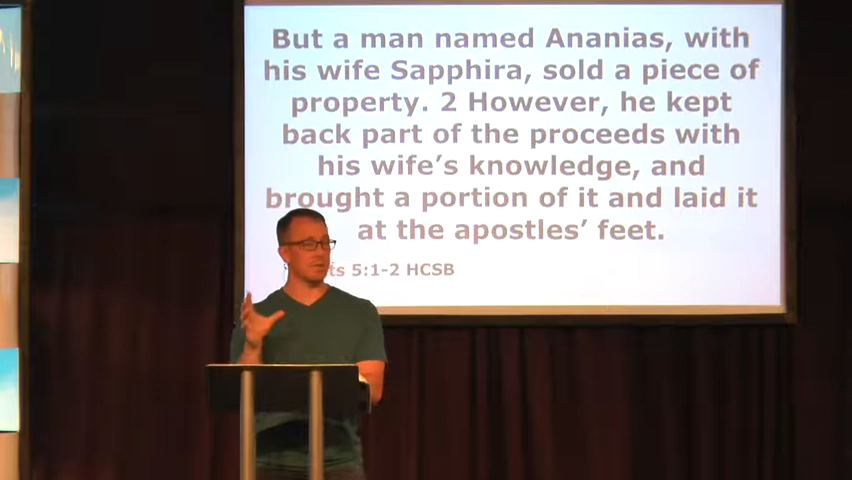 But a man named Ananias, with
his wife Sapphira, sold a piece of
property. 2 However, he kept
back part of the proceeds with
his wife’s knowledge, and
brought a portion of it and laid it
at the apostles’ feet.
5:1-2 HCSB